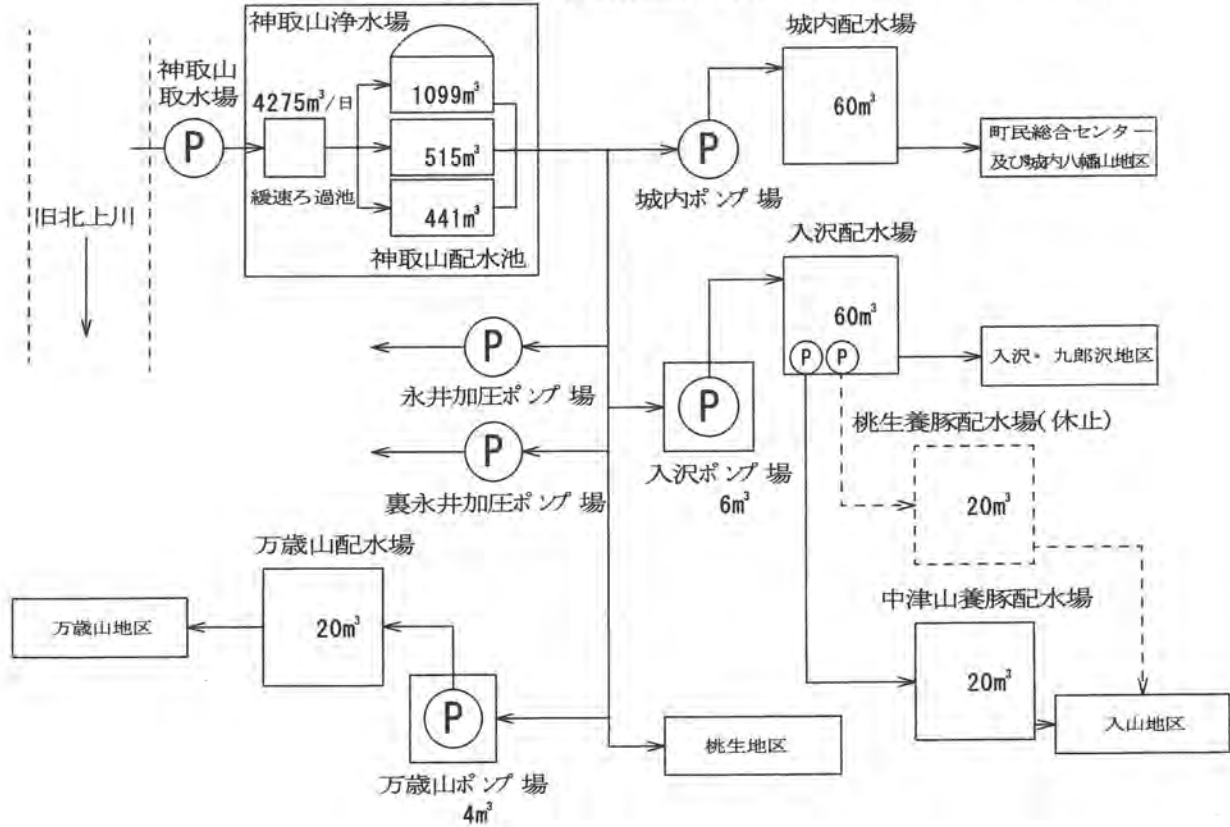 神取山浄水場
城内配水場
神取山
取水場
4275m³/日
1099m³
60m³
P
P
515m³
P
町民総合センター
及び城内八幡山地区
緩速ろ過池
441m³
城内ポンプ場
旧北上川
神取山配水池
入沢配水場
60m³
P
P
P
入沢・九郎沢地区
永井加圧ポンプ場
P
桃生養豚配水場(休止)
P
入沢ポンプ場
6m³
裏永井加圧ポンプ場
20m³
万歳山配水場
中津山養豚配水場
万歳山地区
20m³
20m³
P
桃生地区
入山地区
万歳山ポンプ場
4m³